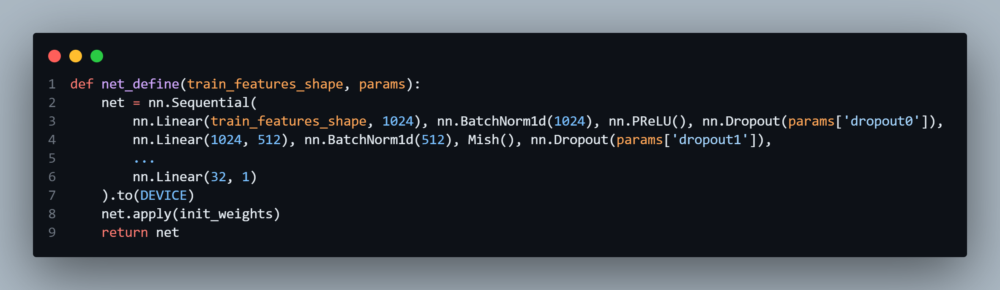 1 def net_define(train_features_shape, params):
2     net = nn.Sequential(
3         nn.Linear(train_features_shape, 1024), nn.BatchNorm1d(1024), nn.PReLU(), nn.Dropout(params['dropout0']),
4         nn.Linear(1024, 512), nn.BatchNorm1d(512), Mish(), nn.Dropout(params['dropout1']),
5         ...
6         nn.Linear(32, 1)
7     ).to(DEVICE)
8     net.apply(init_weights)
9     return net